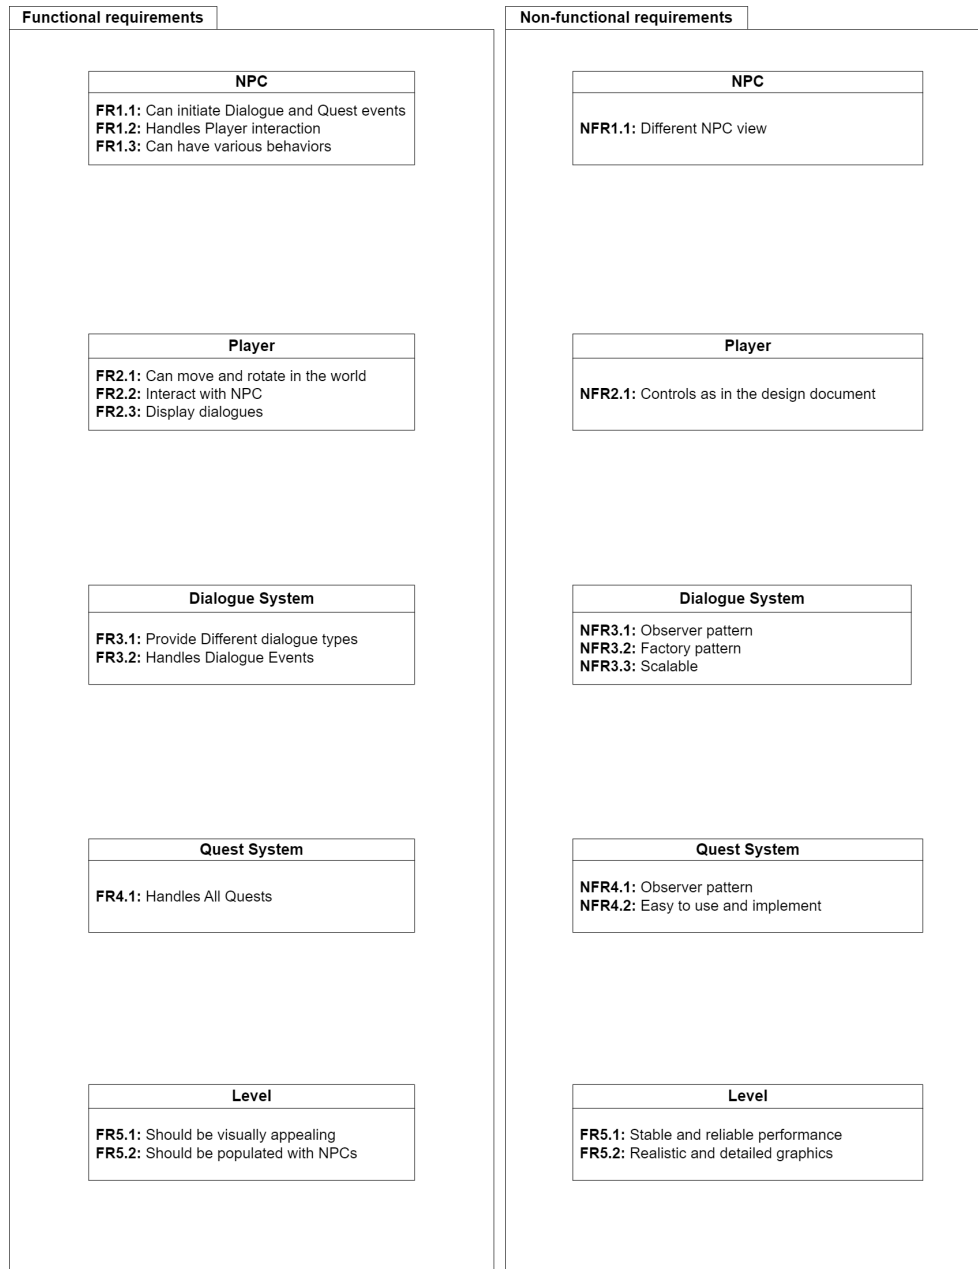 Functional requirements
NPC
FR1.1: Can initiate Dialogue and Quest events
FR1.2: Handles Player interaction
FR1.3: Can have various behaviors
Player
FR2.1: Can move and rotate in the world
FR2.2: Interact with NPC
FR2.3: Display dialogues
Dialogue System
FR3.1: Provide Different dialogue types
FR3.2: Handles Dialogue Events
Quest System
FR4.1: Handles All Quests
Level
FR5.1: Should be visually appealing
FR5.2: Should be populated with NPCs
Non-functional requirements
NPC
NFR1.1: Different NPC view
Player
NFR2.1: Controls as in the design document
Dialogue System
NFR3.1: Observer pattern
NFR3.2: Factory pattern
NFR3.3: Scalable
Quest System
NFR4.1: Observer pattern
NFR4.2: Easy to use and implement
Level
FR5.1: Stable and reliable performance
FR5.2: Realistic and detailed graphics